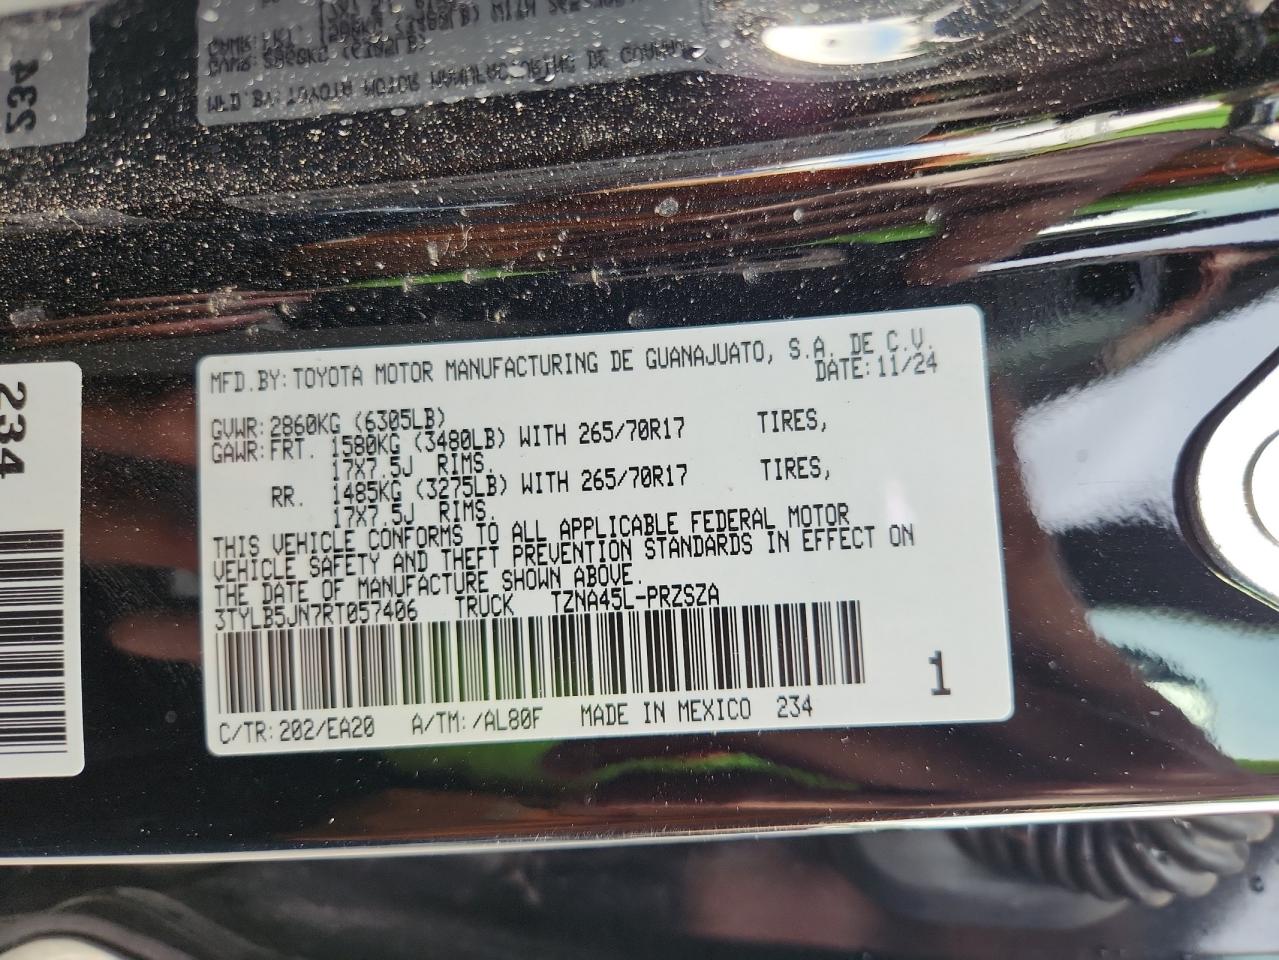 MFD.BY: TOYOTA MOTOR MANUFACTURING DE GUANAJUATO, S.A. DE C.V.
DATE: 11/24
GVWR: 2860KG (6305LB)
GAWR: FRT. 1580KG (3480LB) WITH 265/70R17 TIRES,
17X7.5J RIMS.
RR. 1485KG (3275LB) WITH 265/70R17 TIRES,
17X7.5J RIMS.
THIS VEHICLE CONFORMS TO ALL APPLICABLE FEDERAL MOTOR
VEHICLE SAFETY AND THEFT PREVENTION STANDARDS IN EFFECT ON
THE DATE OF MANUFACTURE SHOWN ABOVE.
3TYLB5JN7RT057406 TRUCK TZNA45L-PRZSZA
1
C/TR: 202/EA20 A/TM: /AL80F MADE IN MEXICO 234
234